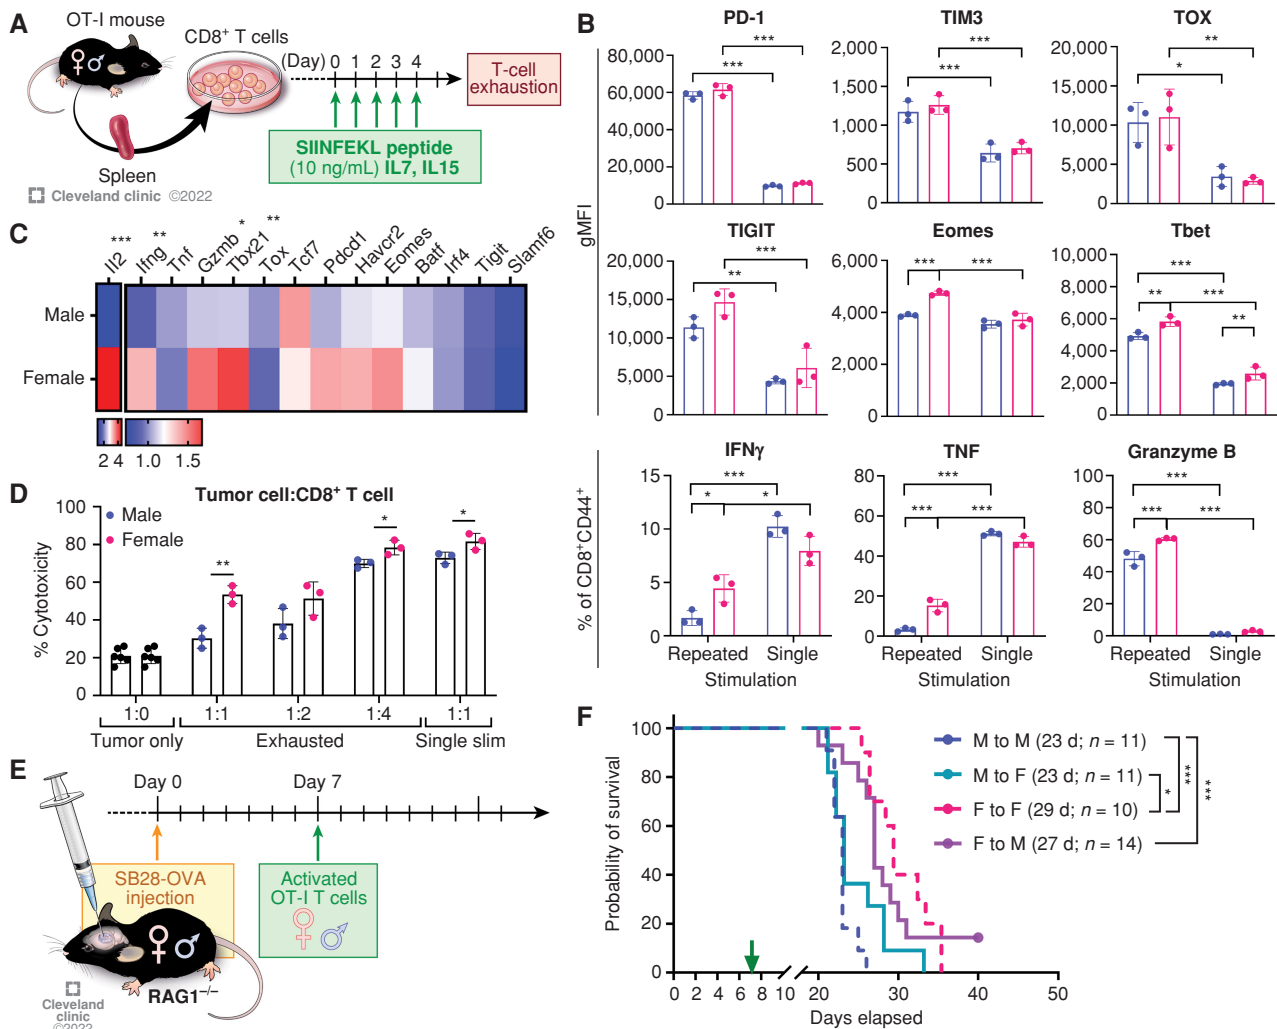 A
OT-I mouse
CD8+ T cells
(Day) 0 1 2 3 4
T-cell
exhaustion
SIINFEKL peptide
(10 ng/mL) IL7, IL15
Spleen
Cleveland clinic ©2022
B
gMFI
PD-1
80,000
60,000
40,000
20,000
0
***
***
TIM3
2,000
1,500
1,000
500
0
***
***
TOX
20,000
15,000
10,000
5,000
0
**
*
TIGIT
20,000
15,000
10,000
5,000
0
***
**
Eomes
6,000
4,000
2,000
0
*** ***
Tbet
10,000
8,000
6,000
4,000
2,000
0
***
** ***
**
% of CD8+CD44+
IFNγ
15
10
5
0
***
* *
Repeated Single
Stimulation
TNF
80
60
40
20
0
***
*** ***
Repeated Single
Stimulation
Granzyme B
100
80
60
40
20
0
***
*** ***
Repeated Single
Stimulation
C
*** ** * **
Il2 Ifng Tnf Gzmb Tbx21 Tox Tcf7 Pdcd1 Havcr2 Eomes Batf Irf4 Tigit Slamf6
Male
Female
2 4 1.0 1.5
D
Tumor cell:CD8+ T cell
% Cytotoxicity
100
80
60
40
20
0
Male
Female
** * *
1:0 1:1 1:2 1:4 1:1
Tumor only Exhausted Single slim
E
Day 0 Day 7
SB28-OVA
injection
Activated
OT-I T cells
RAG1−/−
Cleveland
clinic
©2022
F
Probability of survival
100
80
60
40
20
0
0 2 4 6 8 10 20 30 40 50
Days elapsed
M to M (23 d; n = 11)
M to F (23 d; n = 11)
F to F (29 d; n = 10)
F to M (27 d; n = 14)
*
***
***